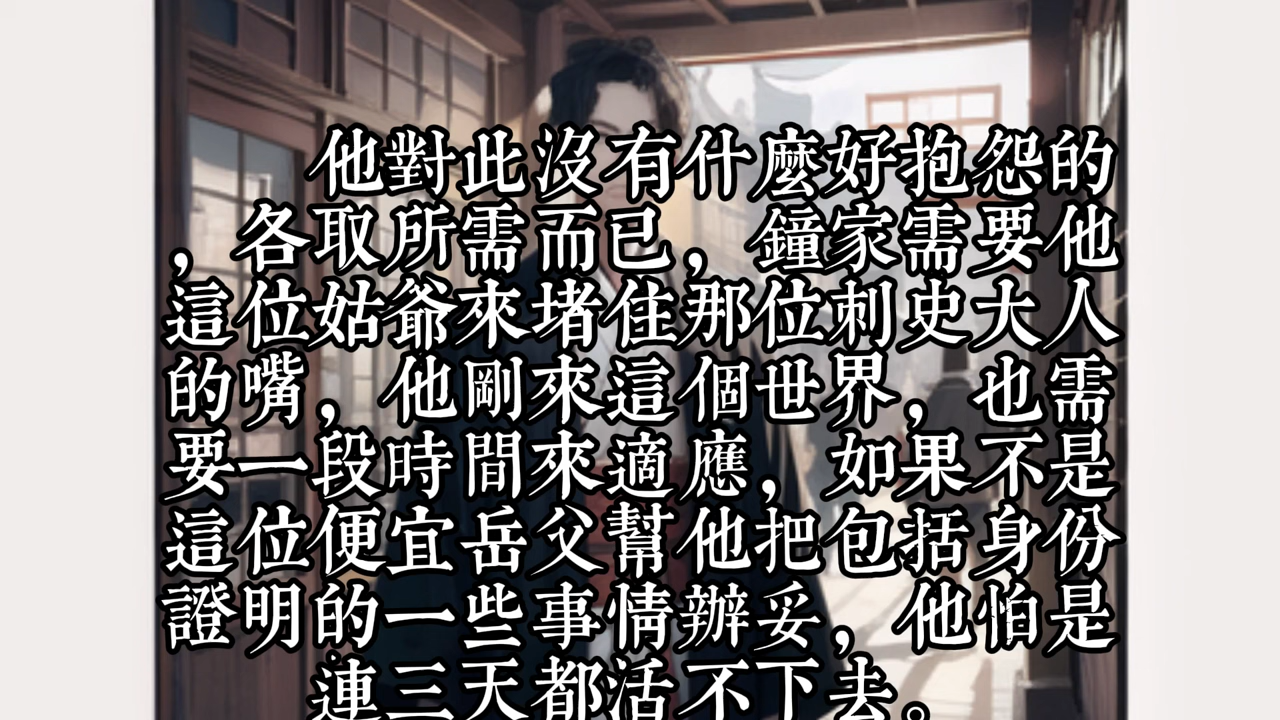 他對此沒有什麼好抱怨的
，各取所需而已，鐘家需要他
這位姑爺來堵住那位刺史大人
的嘴，他剛來這個世界，也需
要一段時間來適應，如果不是
這位便宜岳父幫他把包括身份
證明的一些事情辦妥，他怕是
連三天都活不下去。